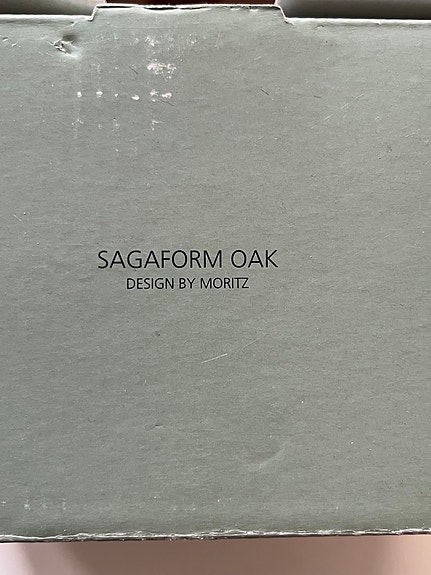 SAGAFORM OAK
DESIGN BY MORITZ